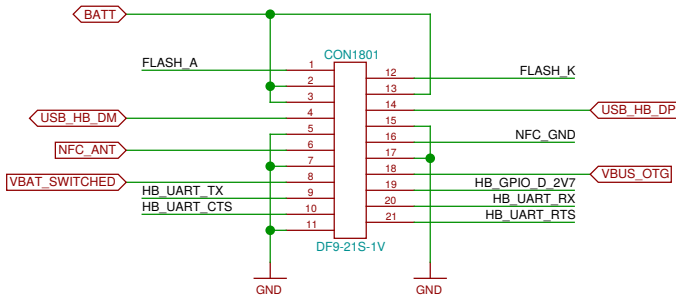 BATT
CON1801
FLASH_A 1 12 FLASH_K
2 13
3 14 USB_HB_DP
USB_HB_DM 4 15
5 16 NFC_GND
NFC_ANT 6 17
7 18 VBUS_OTG
VBAT_SWITCHED 8 19 HB_GPIO_D_2V7
HB_UART_TX 9 20 HB_UART_RX
HB_UART_CTS 10 21 HB_UART_RTS
11
DF9-21S-1V
GND GND